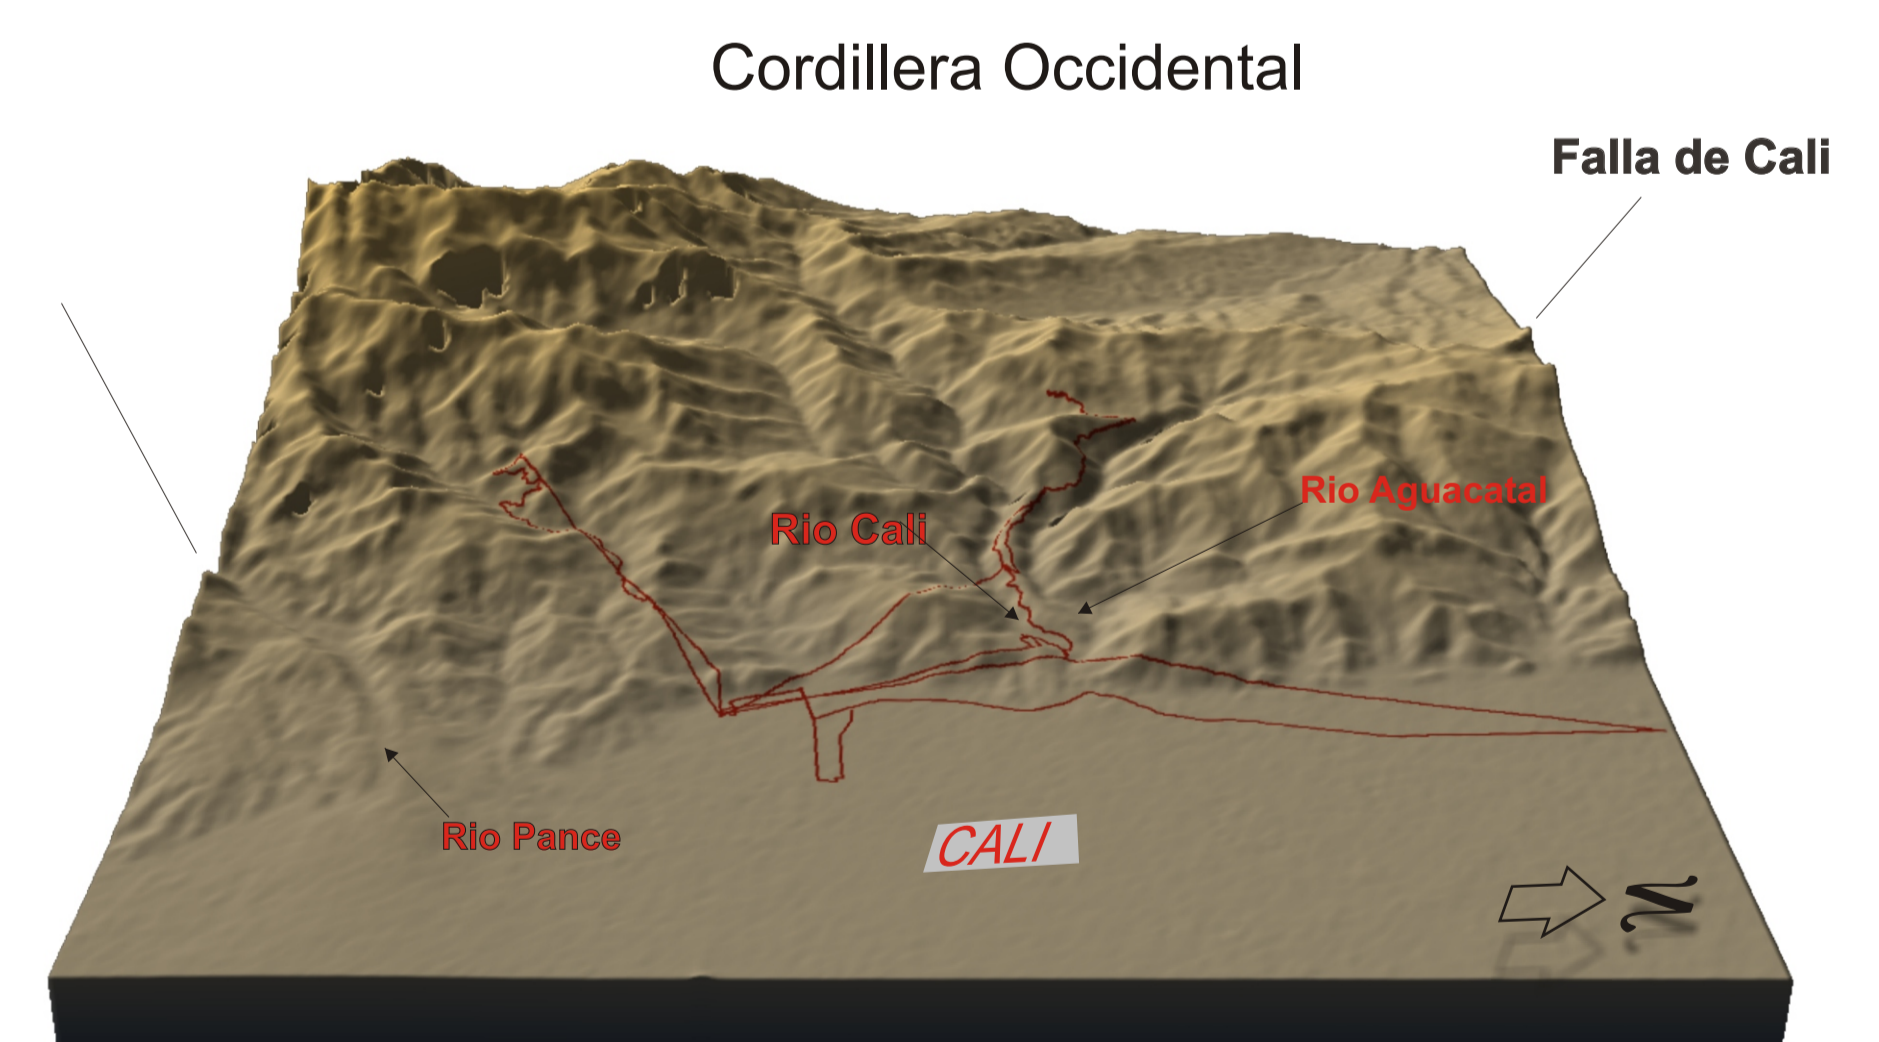 Cordillera Occidental
Falla de Cali
Rio Aguacatal
Rio Cali
Rio Pance
CALI
N